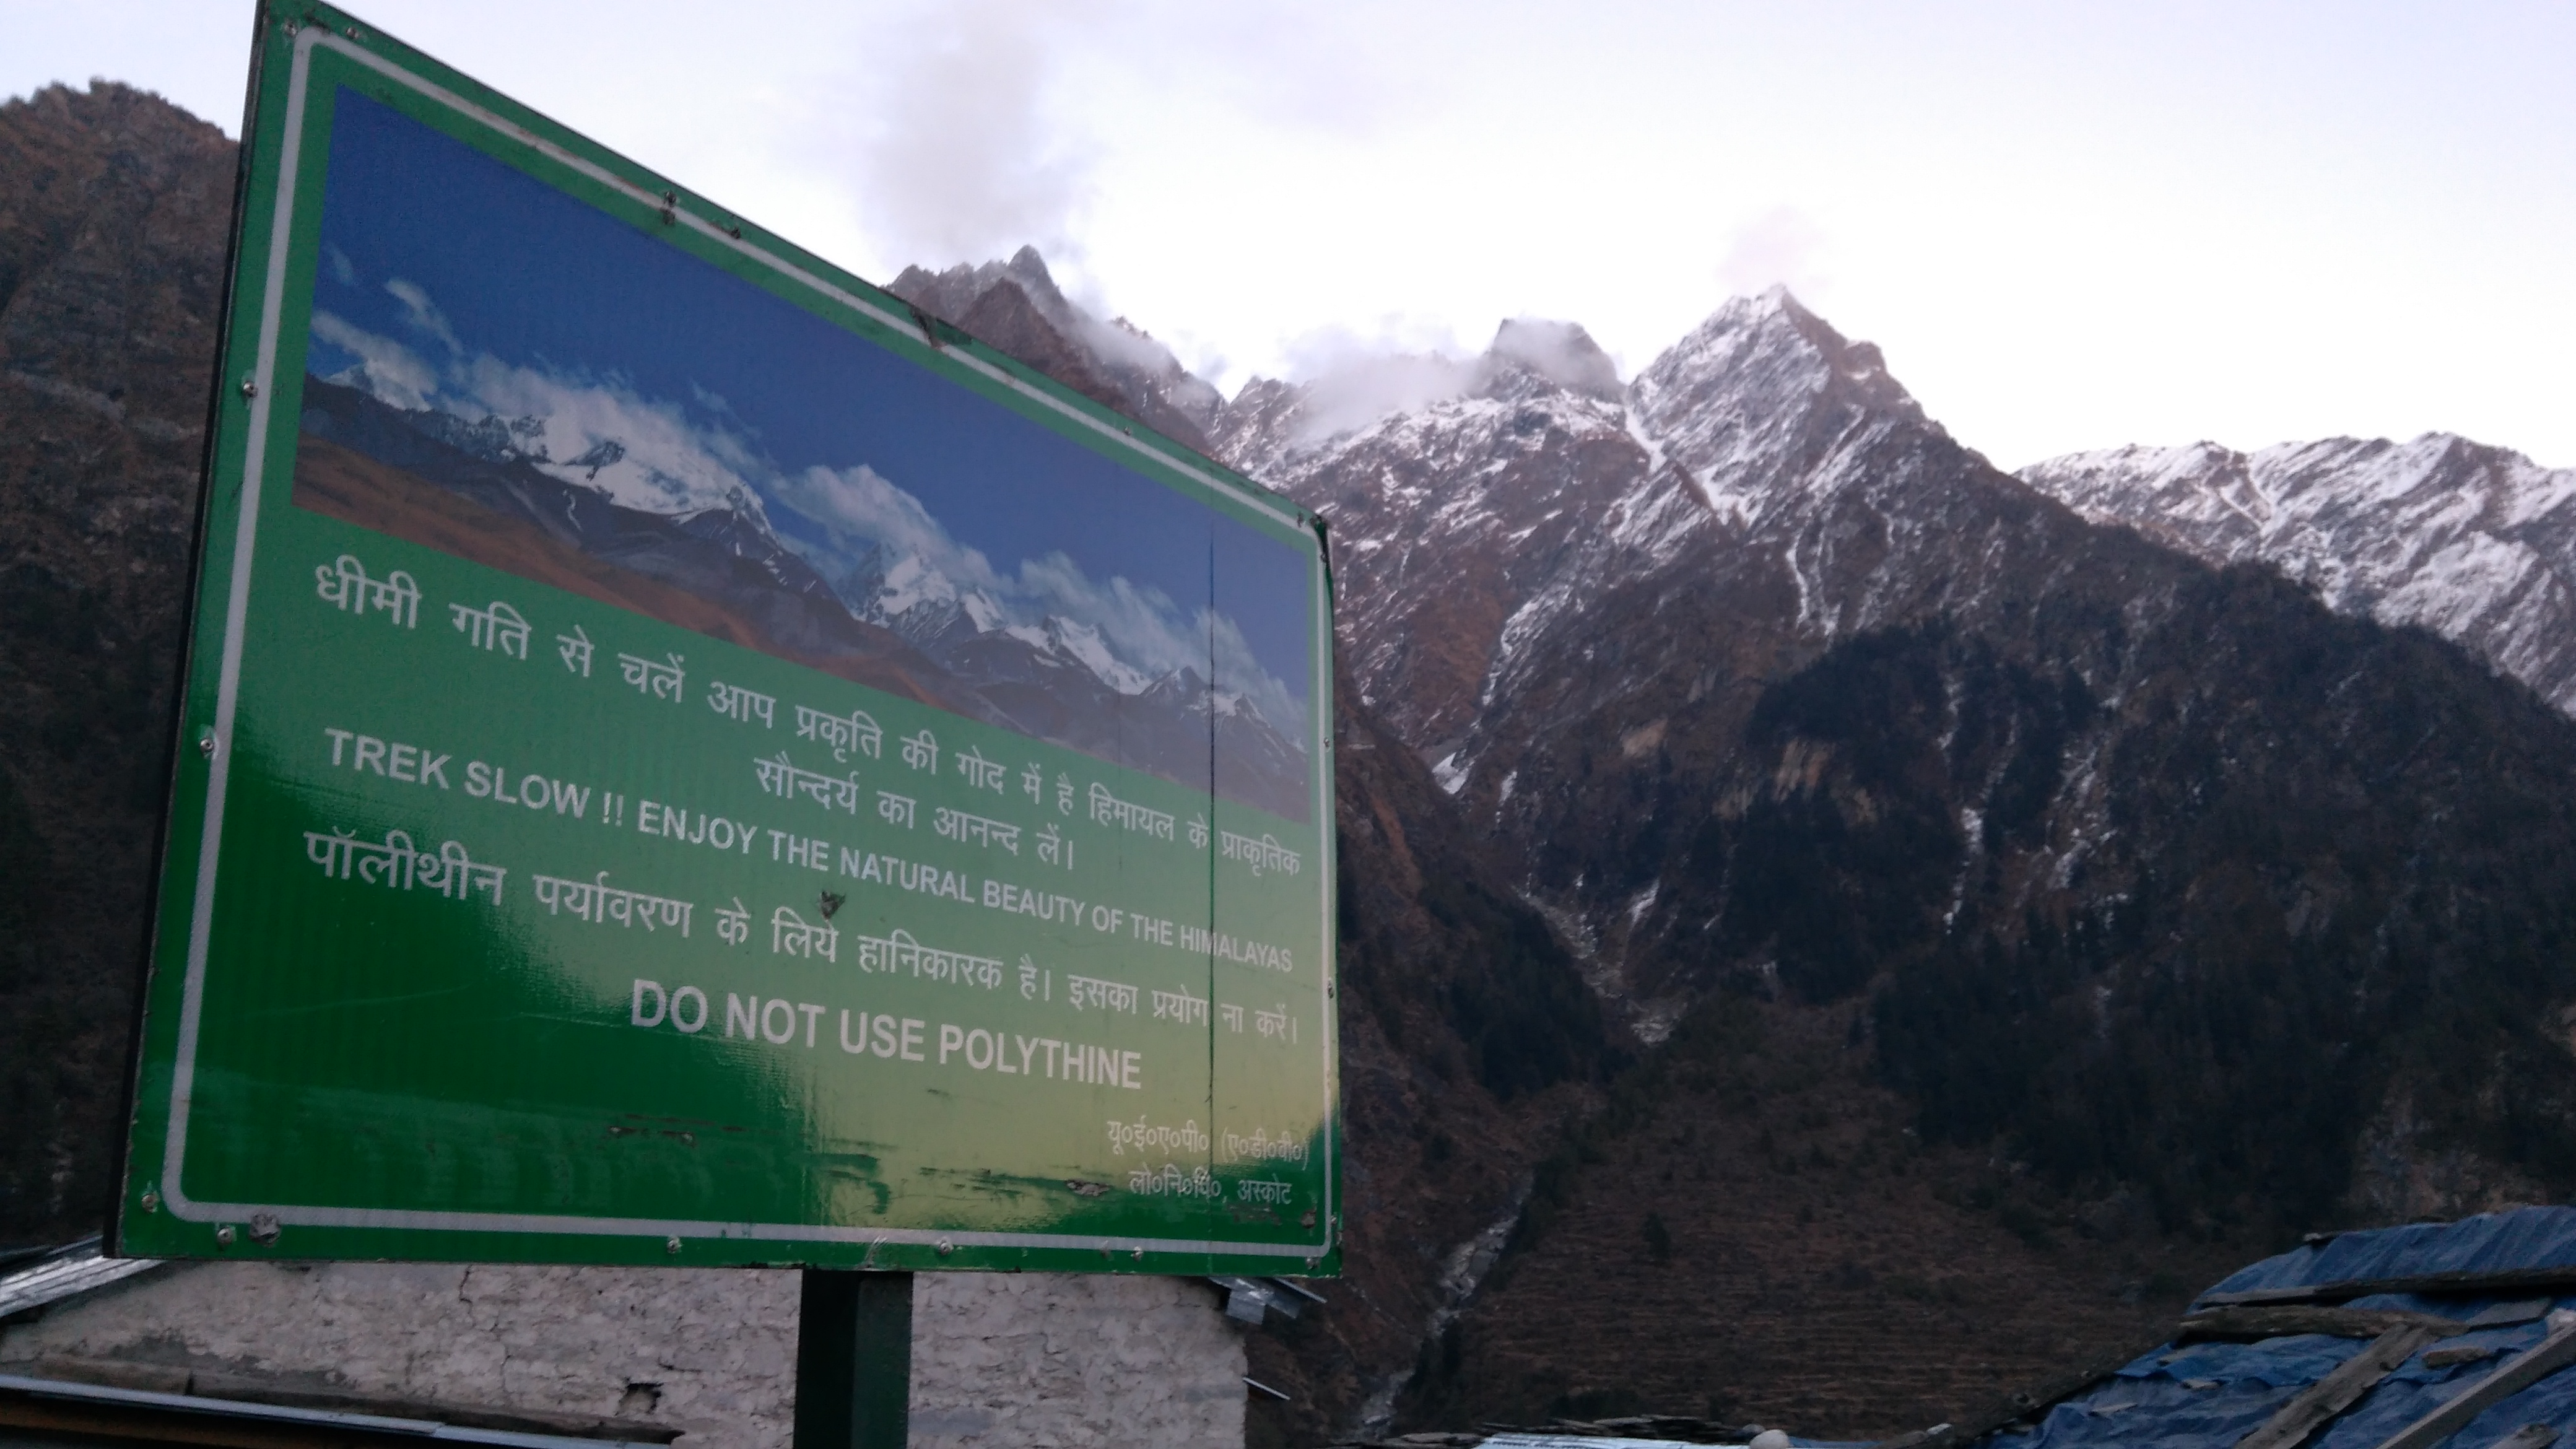 धीमी गति से चलें आप प्रकृति की गोद में है हिमायल के प्राकृतिक
सौन्दर्य का आनन्द लें।
TREK SLOW !! ENJOY THE NATURAL BEAUTY OF THE HIMALAYAS
पॉलीथीन पर्यावरण के लिये हानिकारक है। इसका प्रयोग ना करें।
DO NOT USE POLYTHINE
यू०ई०ए०पी० (ए०डी०बी०)
लो०नि०वि०, अस्कोट